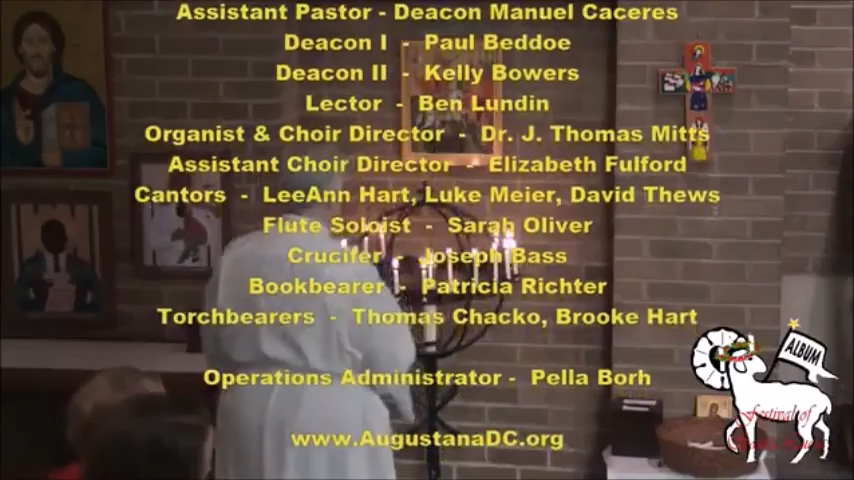 Assistant Pastor - Deacon Manuel Caceres
Deacon I - Paul Beddoe
Deacon II - Kelly Bowers
Lector - Ben Lundin
Organist & Choir Director - Dr. J. Thomas Mitts
Assistant Choir Director - Elizabeth Fulford
Cantors - LeeAnn Hart, Luke Meier, David Thews
Flute Soloist - Sarah Oliver
Crucifer - Joseph Bass
Bookbearer - Patricia Richter
Torchbearers - Thomas Chacko, Brooke Hart
Operations Administrator - Pella Borh
www.AugustanaDC.org
ALBUM
Festival of